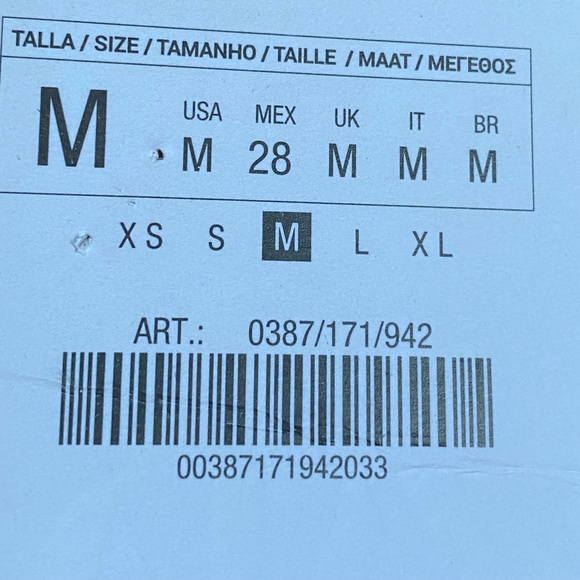 TALLA / SIZE / TAMANHO / TAILLE / MAAT / ΜΕΓΕΘΟΣ
USA MEX UK IT BR
M M 28 M M M
XS S M L XL
ART.: 0387/171/942
00387171942033